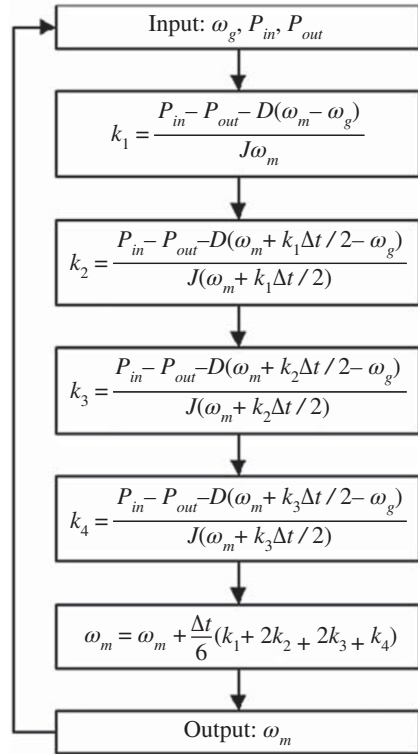 Input: ω_g, P_in, P_out
k_1 = (P_in – P_out – D(ω_m – ω_g)) / (Jω_m)
k_2 = (P_in – P_out –D(ω_m + k_1Δt / 2 – ω_g)) / (J(ω_m + k_1Δt / 2))
k_3 = (P_in – P_out –D(ω_m + k_2Δt / 2 – ω_g)) / (J(ω_m + k_2Δt / 2))
k_4 = (P_in – P_out –D(ω_m + k_3Δt / 2 – ω_g)) / (J(ω_m + k_3Δt / 2))
ω_m = ω_m + Δt/6 (k_1 + 2k_2 + 2k_3 + k_4)
Output: ω_m